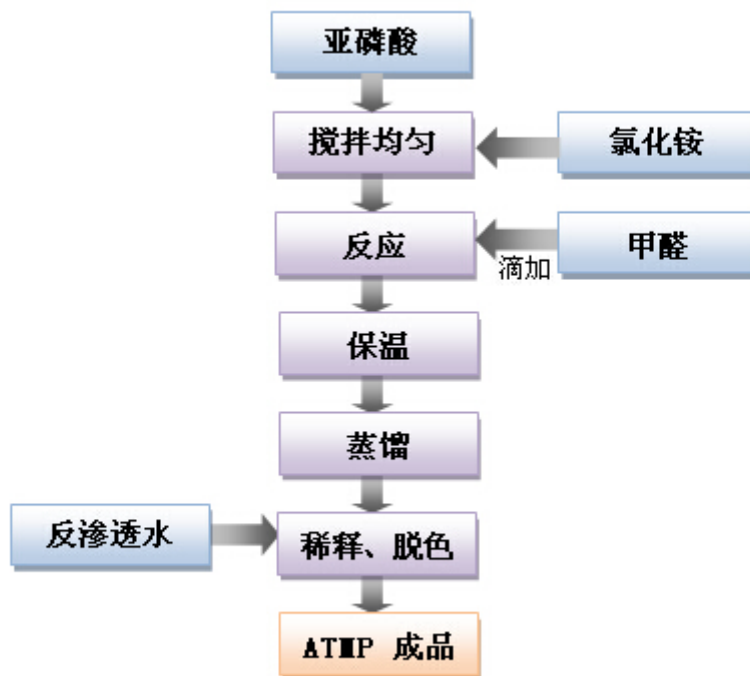 亚磷酸
搅拌均匀
氯化铵
反应
甲醛
滴加
保温
蒸馏
反渗透水
稀释、脱色
ATMP 成品